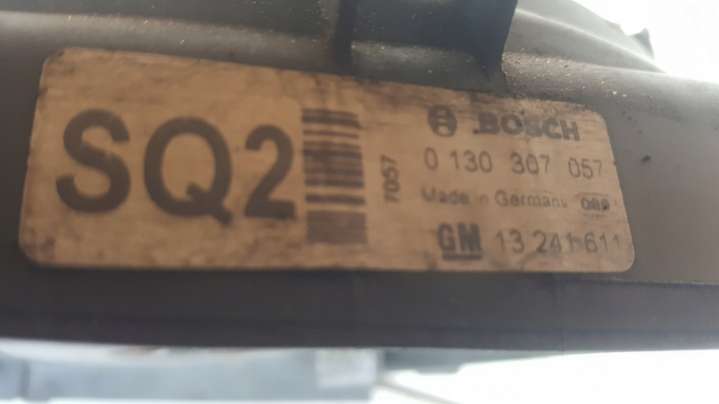 SQ2
7057
BOSCH
0 130 307 057
Made in Germany
GM 13 241 611